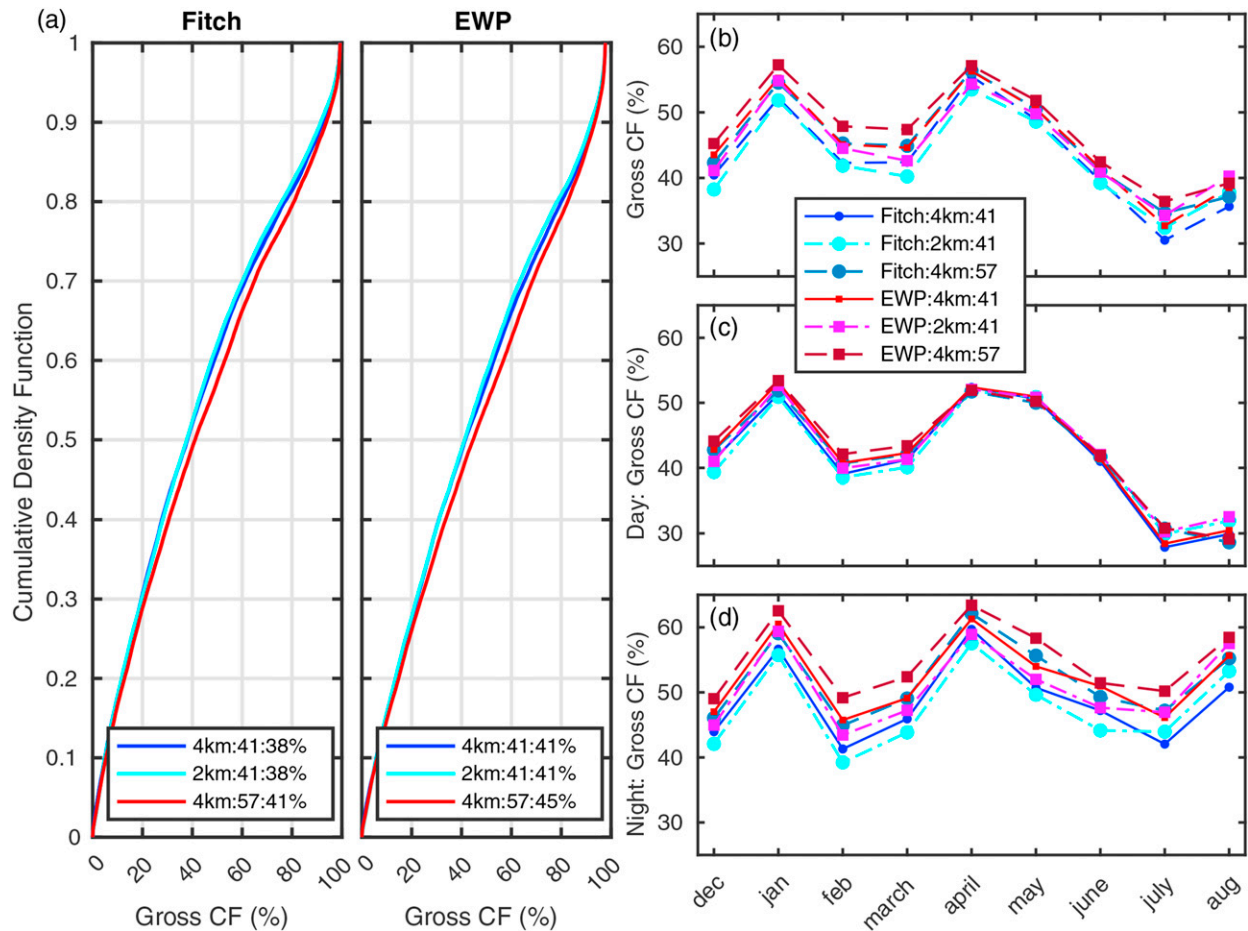 (a)
Fitch
EWP
Cumulative Density Function
1
0.9
0.8
0.7
0.6
0.5
0.4
0.3
0.2
0.1
0
4km:41:38%
2km:41:38%
4km:57:41%
4km:41:41%
2km:41:41%
4km:57:45%
0 20 40 60 80 100
0 20 40 60 80 100
Gross CF (%)
Gross CF (%)
(b)
Gross CF (%)
60
50
40
30
Fitch:4km:41
Fitch:2km:41
Fitch:4km:57
EWP:4km:41
EWP:2km:41
EWP:4km:57
(c)
Day: Gross CF (%)
60
50
40
30
(d)
Night: Gross CF (%)
60
50
40
30
dec jan feb march april may june july aug